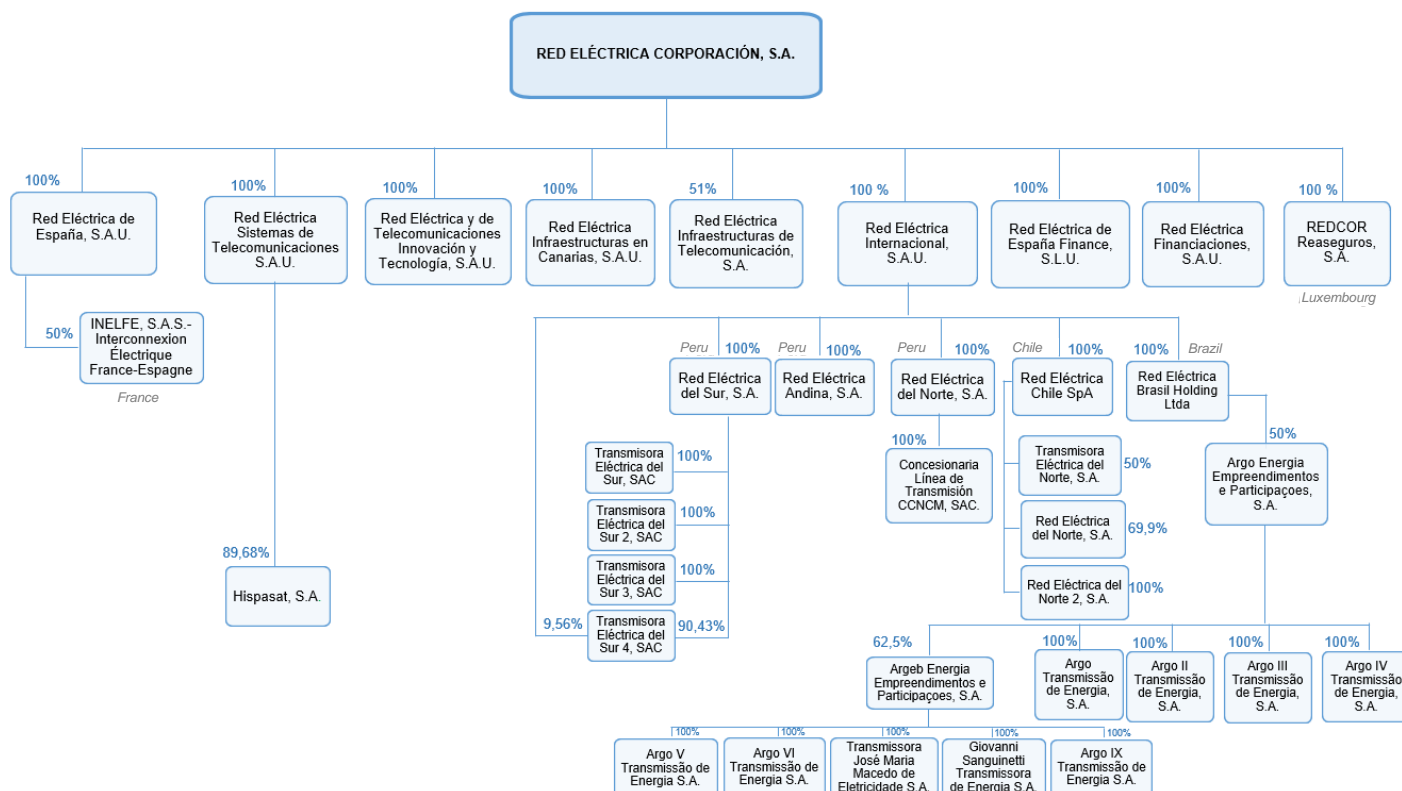 RED ELÉCTRICA CORPORACIÓN, S.A.
100%
Red Eléctrica de
España, S.A.U.
100%
Red Eléctrica
Sistemas de
Telecomunicaciones
S.A.U.
100%
Red Eléctrica y de
Telecomunicaciones
Innovación y
Tecnología, S.A.U.
100%
Red Eléctrica
Infraestructuras en
Canarias, S.A.U.
51%
Red Eléctrica
Infraestructuras de
Telecomunicación,
S.A.
100 %
Red Eléctrica
Internacional,
S.A.U.
100%
Red Eléctrica de
España Finance,
S.L.U.
100%
Red Eléctrica
Financiaciones,
S.A.U.
100 %
REDCOR
Reaseguros,
S.A.
Luxembourg
50%
INELFE, S.A.S.-
Interconnexion
Électrique
France-Espagne
France
89,68%
Hispasat, S.A.
Peru 100%
Red Eléctrica
del Sur, S.A.
Peru 100%
Red Eléctrica
Andina, S.A.
Peru 100%
Red Eléctrica
del Norte, S.A.
Chile 100%
Red Eléctrica
Chile SpA
100% Brazil
Red Eléctrica
Brasil Holding
Ltda
Transmisora
Eléctrica del
Sur, SAC
100%
Transmisora
Eléctrica del
Sur 2, SAC
100%
Transmisora
Eléctrica del
Sur 3, SAC
100%
9,56%
Transmisora
Eléctrica del
Sur 4, SAC
90,43%
100%
Concesionaria
Línea de
Transmisión
CCNCM, SAC.
Transmisora
Eléctrica del
Norte, S.A.
50%
Red Eléctrica
del Norte, S.A.
69,9%
Red Eléctrica del
Norte 2, S.A.
100%
50%
Argo Energia
Empreendimentos
e Participaçoes,
S.A.
62,5%
Argeb Energia
Empreendimentos e
Participaçoes, S.A.
100%
Argo
Transmissão
de Energia,
S.A.
100%
Argo II
Transmissão
de Energia,
S.A.
100%
Argo III
Transmissão
de Energia,
S.A.
100%
Argo IV
Transmissão
de Energia,
S.A.
100%
Argo V
Transmissão de
Energia S.A.
100%
Argo VI
Transmissão de
Energia S.A.
100%
Transmissora
José Maria
Macedo de
Eletricidade S.A.
100%
Giovanni
Sanguinetti
Transmissora
de Energia S.A.
100%
Argo IX
Transmissão de
Energia S.A.